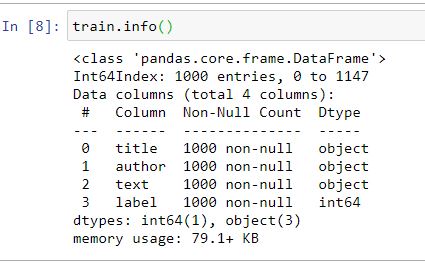 In [8]: train.info()
<class 'pandas.core.frame.DataFrame'>
Int64Index: 1000 entries, 0 to 1147
Data columns (total 4 columns):
 #   Column  Non-Null Count  Dtype
---  ------  --------------  -----
 0   title   1000 non-null   object
 1   author  1000 non-null   object
 2   text    1000 non-null   object
 3   label   1000 non-null   int64
dtypes: int64(1), object(3)
memory usage: 79.1+ KB